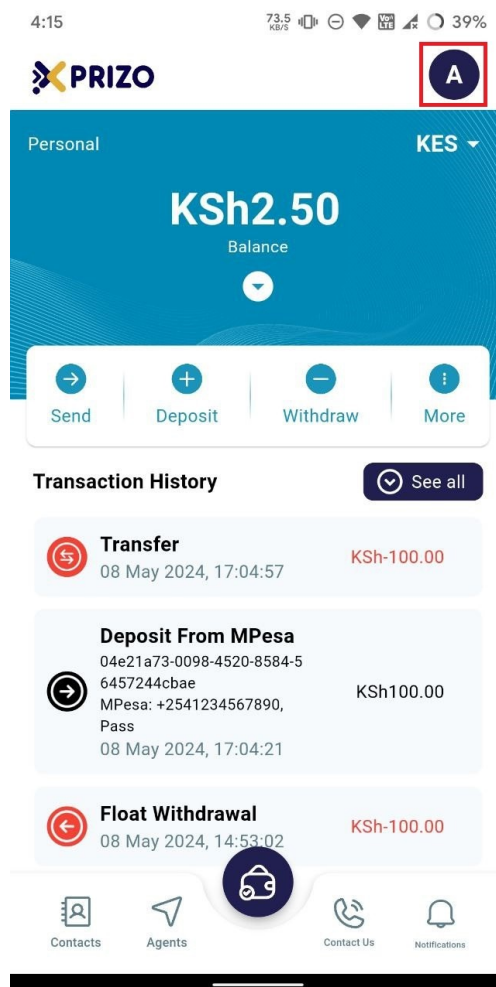 4:15 73.5 KB/S Vo) LTE 39%
PRIZO A
Personal KES
KSh2.50
Balance
Send Deposit Withdraw More
Transaction History See all
Transfer
08 May 2024, 17:04:57
KSh-100.00
Deposit From MPesa
04e21a73-0098-4520-8584-5
6457244cbae
MPesa: +2541234567890,
Pass
08 May 2024, 17:04:21
KSh100.00
Float Withdrawal
08 May 2024, 14:53:02
KSh-100.00
Contacts Agents Contact Us Notifications